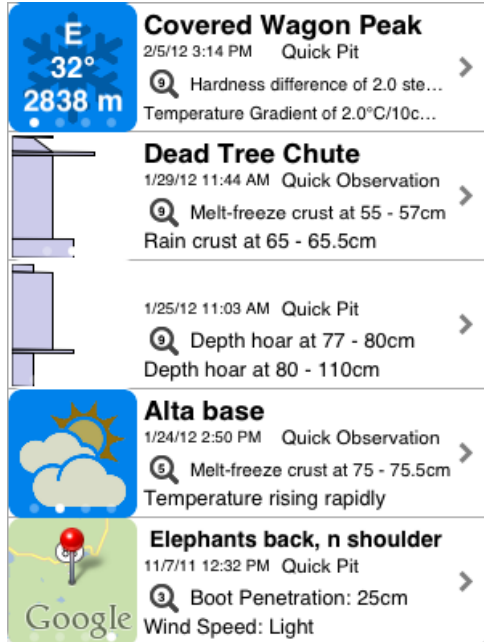 E
32°
2838 m
Covered Wagon Peak
2/5/12 3:14 PM Quick Pit
9 Hardness difference of 2.0 ste...
Temperature Gradient of 2.0°C/10c...
Dead Tree Chute
1/29/12 11:44 AM Quick Observation
9 Melt-freeze crust at 55 - 57cm
Rain crust at 65 - 65.5cm
1/25/12 11:03 AM Quick Pit
9 Depth hoar at 77 - 80cm
Depth hoar at 80 - 110cm
Alta base
1/24/12 2:50 PM Quick Observation
5 Melt-freeze crust at 75 - 75.5cm
Temperature rising rapidly
Elephants back, n shoulder
11/7/11 12:32 PM Quick Pit
3 Boot Penetration: 25cm
Wind Speed: Light
Google